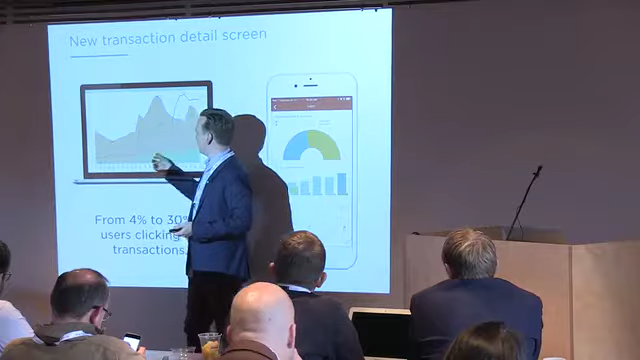 New transaction detail screen
From 4% to 30%
users clicking
transactions.